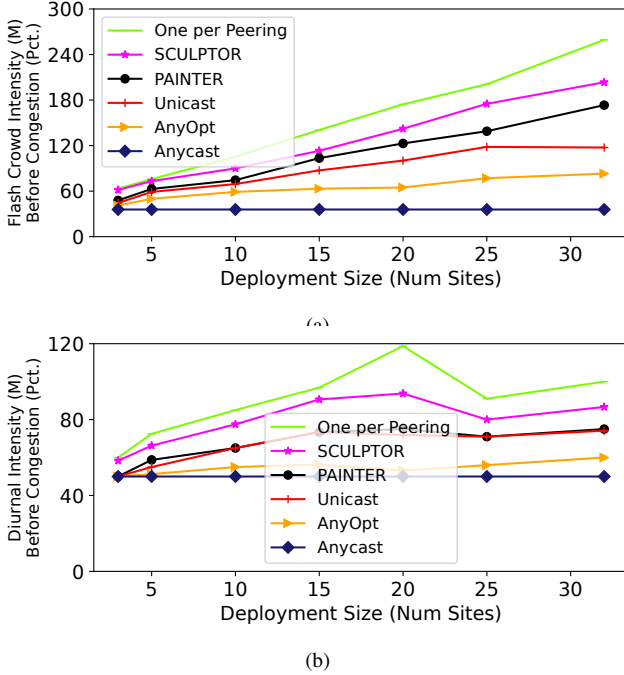 300
240
180
120
60
0
Flash Crowd Intensity (M)
Before Congestion (Pct.)
One per Peering
SCULPTOR
PAINTER
Unicast
AnyOpt
Anycast
5 10 15 20 25 30
Deployment Size (Num Sites)
(a)
120
80
40
0
Diurnal Intensity (M)
Before Congestion (Pct.)
One per Peering
SCULPTOR
PAINTER
Unicast
AnyOpt
Anycast
5 10 15 20 25 30
Deployment Size (Num Sites)
(b)